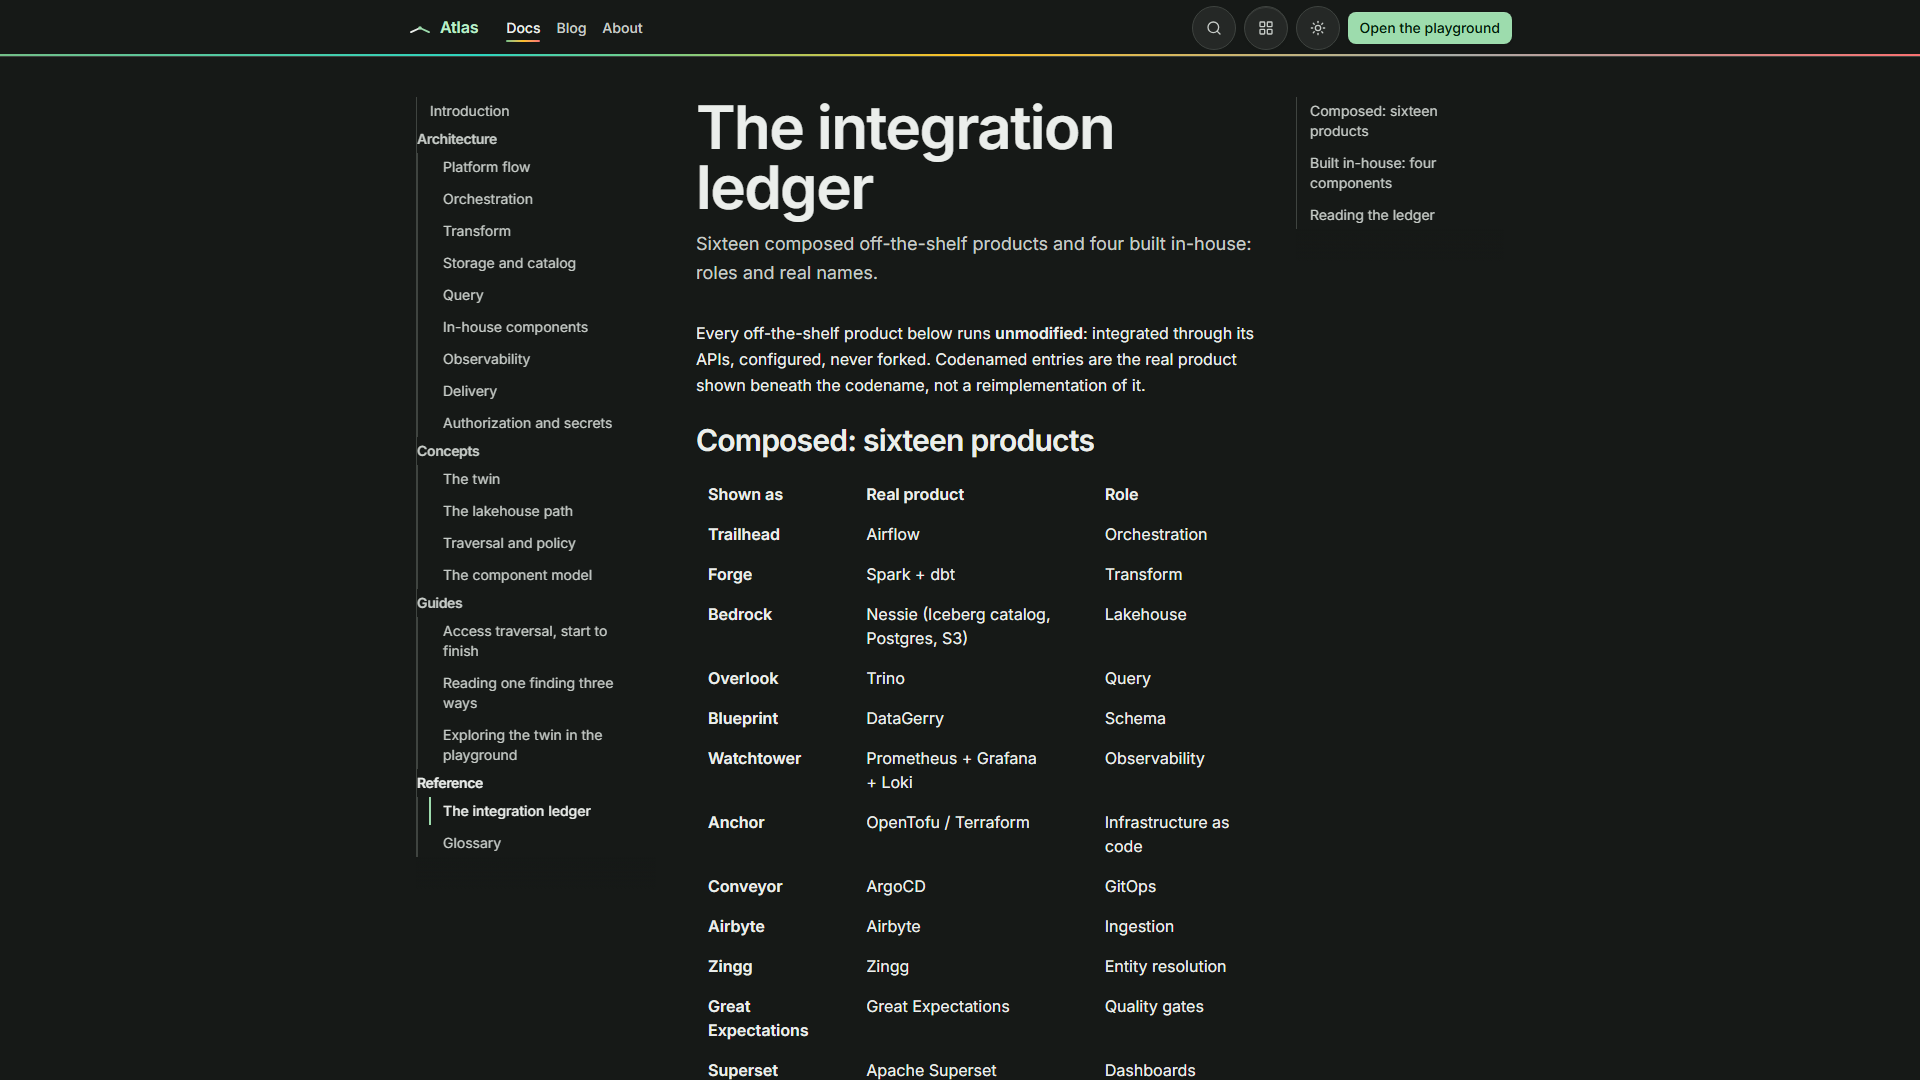 Atlas
Docs
Blog
About
Open the playground
Introduction
Architecture
Platform flow
Orchestration
Transform
Storage and catalog
Query
In-house components
Observability
Delivery
Authorization and secrets
Concepts
The twin
The lakehouse path
Traversal and policy
The component model
Guides
Access traversal, start to
finish
Reading one finding three
ways
Exploring the twin in the
playground
Reference
The integration ledger
Glossary
The integration
ledger
Sixteen composed off-the-shelf products and four built in-house:
roles and real names.
Every off-the-shelf product below runs unmodified: integrated through its
APIs, configured, never forked. Codenamed entries are the real product
shown beneath the codename, not a reimplementation of it.
Composed: sixteen products
Shown as Real product Role
Trailhead Airflow Orchestration
Forge Spark + dbt Transform
Bedrock Nessie (Iceberg catalog, Lakehouse
Postgres, S3)
Overlook Trino Query
Blueprint DataGerry Schema
Watchtower Prometheus + Grafana Observability
+ Loki
Anchor OpenTofu / Terraform Infrastructure as
code
Conveyor ArgoCD GitOps
Airbyte Airbyte Ingestion
Zingg Zingg Entity resolution
Great Great Expectations Quality gates
Expectations
Superset Apache Superset Dashboards
Composed: sixteen
products
Built in-house: four
components
Reading the ledger